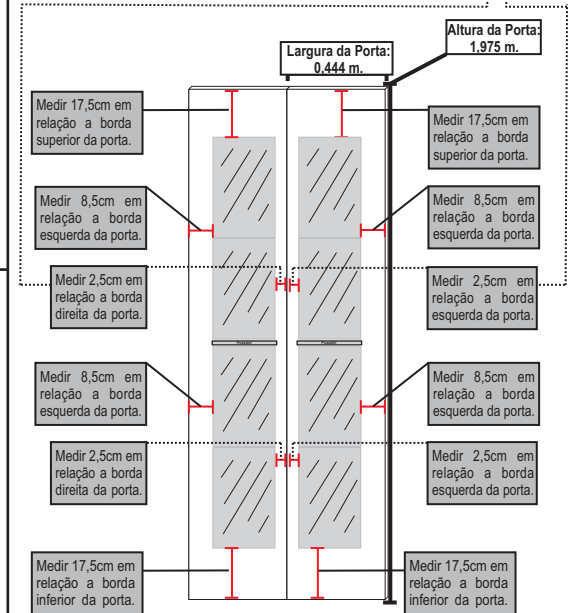 Altura da Porta:
1,975 m.
Largura da Porta:
0,444 m.
Medir 17,5cm em
relação a borda
superior da porta.
Medir 17,5cm em
relação a borda
superior da porta.
Medir 8,5cm em
relação a borda
esquerda da porta.
Medir 8,5cm em
relação a borda
esquerda da porta.
Medir 2,5cm em
relação a borda
direita da porta.
Medir 2,5cm em
relação a borda
esquerda da porta.
Medir 8,5cm em
relação a borda
esquerda da porta.
Medir 8,5cm em
relação a borda
esquerda da porta.
Medir 2,5cm em
relação a borda
direita da porta.
Medir 2,5cm em
relação a borda
esquerda da porta.
Medir 17,5cm em
relação a borda
inferior da porta.
Medir 17,5cm em
relação a borda
inferior da porta.